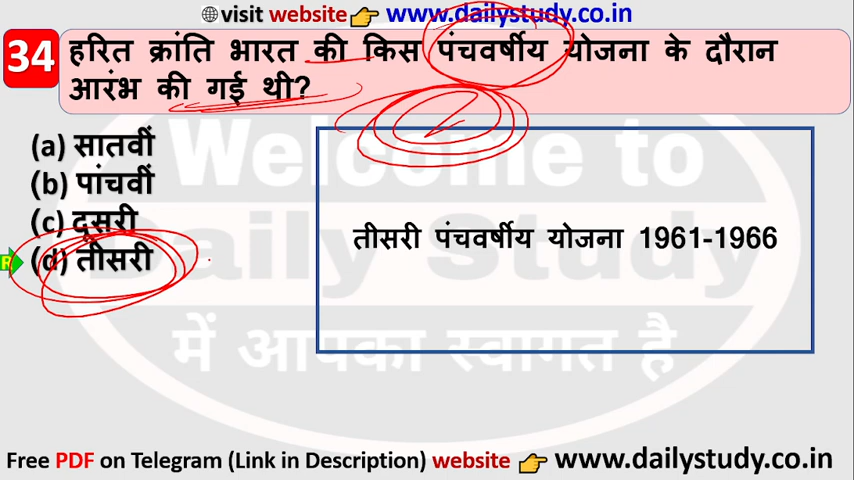 visit website 👉 www.dailystudy.co.in
34 हरित क्रांति भारत की किस पंचवर्षीय योजना के दौरान
आरंभ की गई थी?
(a) सातवीं
(b) पांचवीं
(c) दूसरी
(d) तीसरी
तीसरी पंचवर्षीय योजना 1961-1966
Welcome to
Daily Study
में आपका स्वागत है
Free PDF on Telegram (Link in Description) website 👉 www.dailystudy.co.in